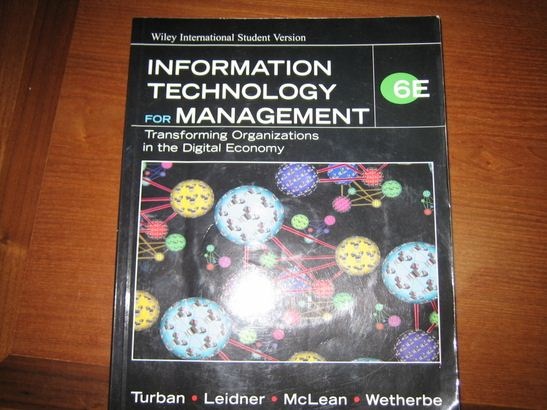 Wiley International Student Version
INFORMATION
TECHNOLOGY
FOR MANAGEMENT
6E
Transforming Organizations
in the Digital Economy
Turban • Leidner • McLean • Wetherbe